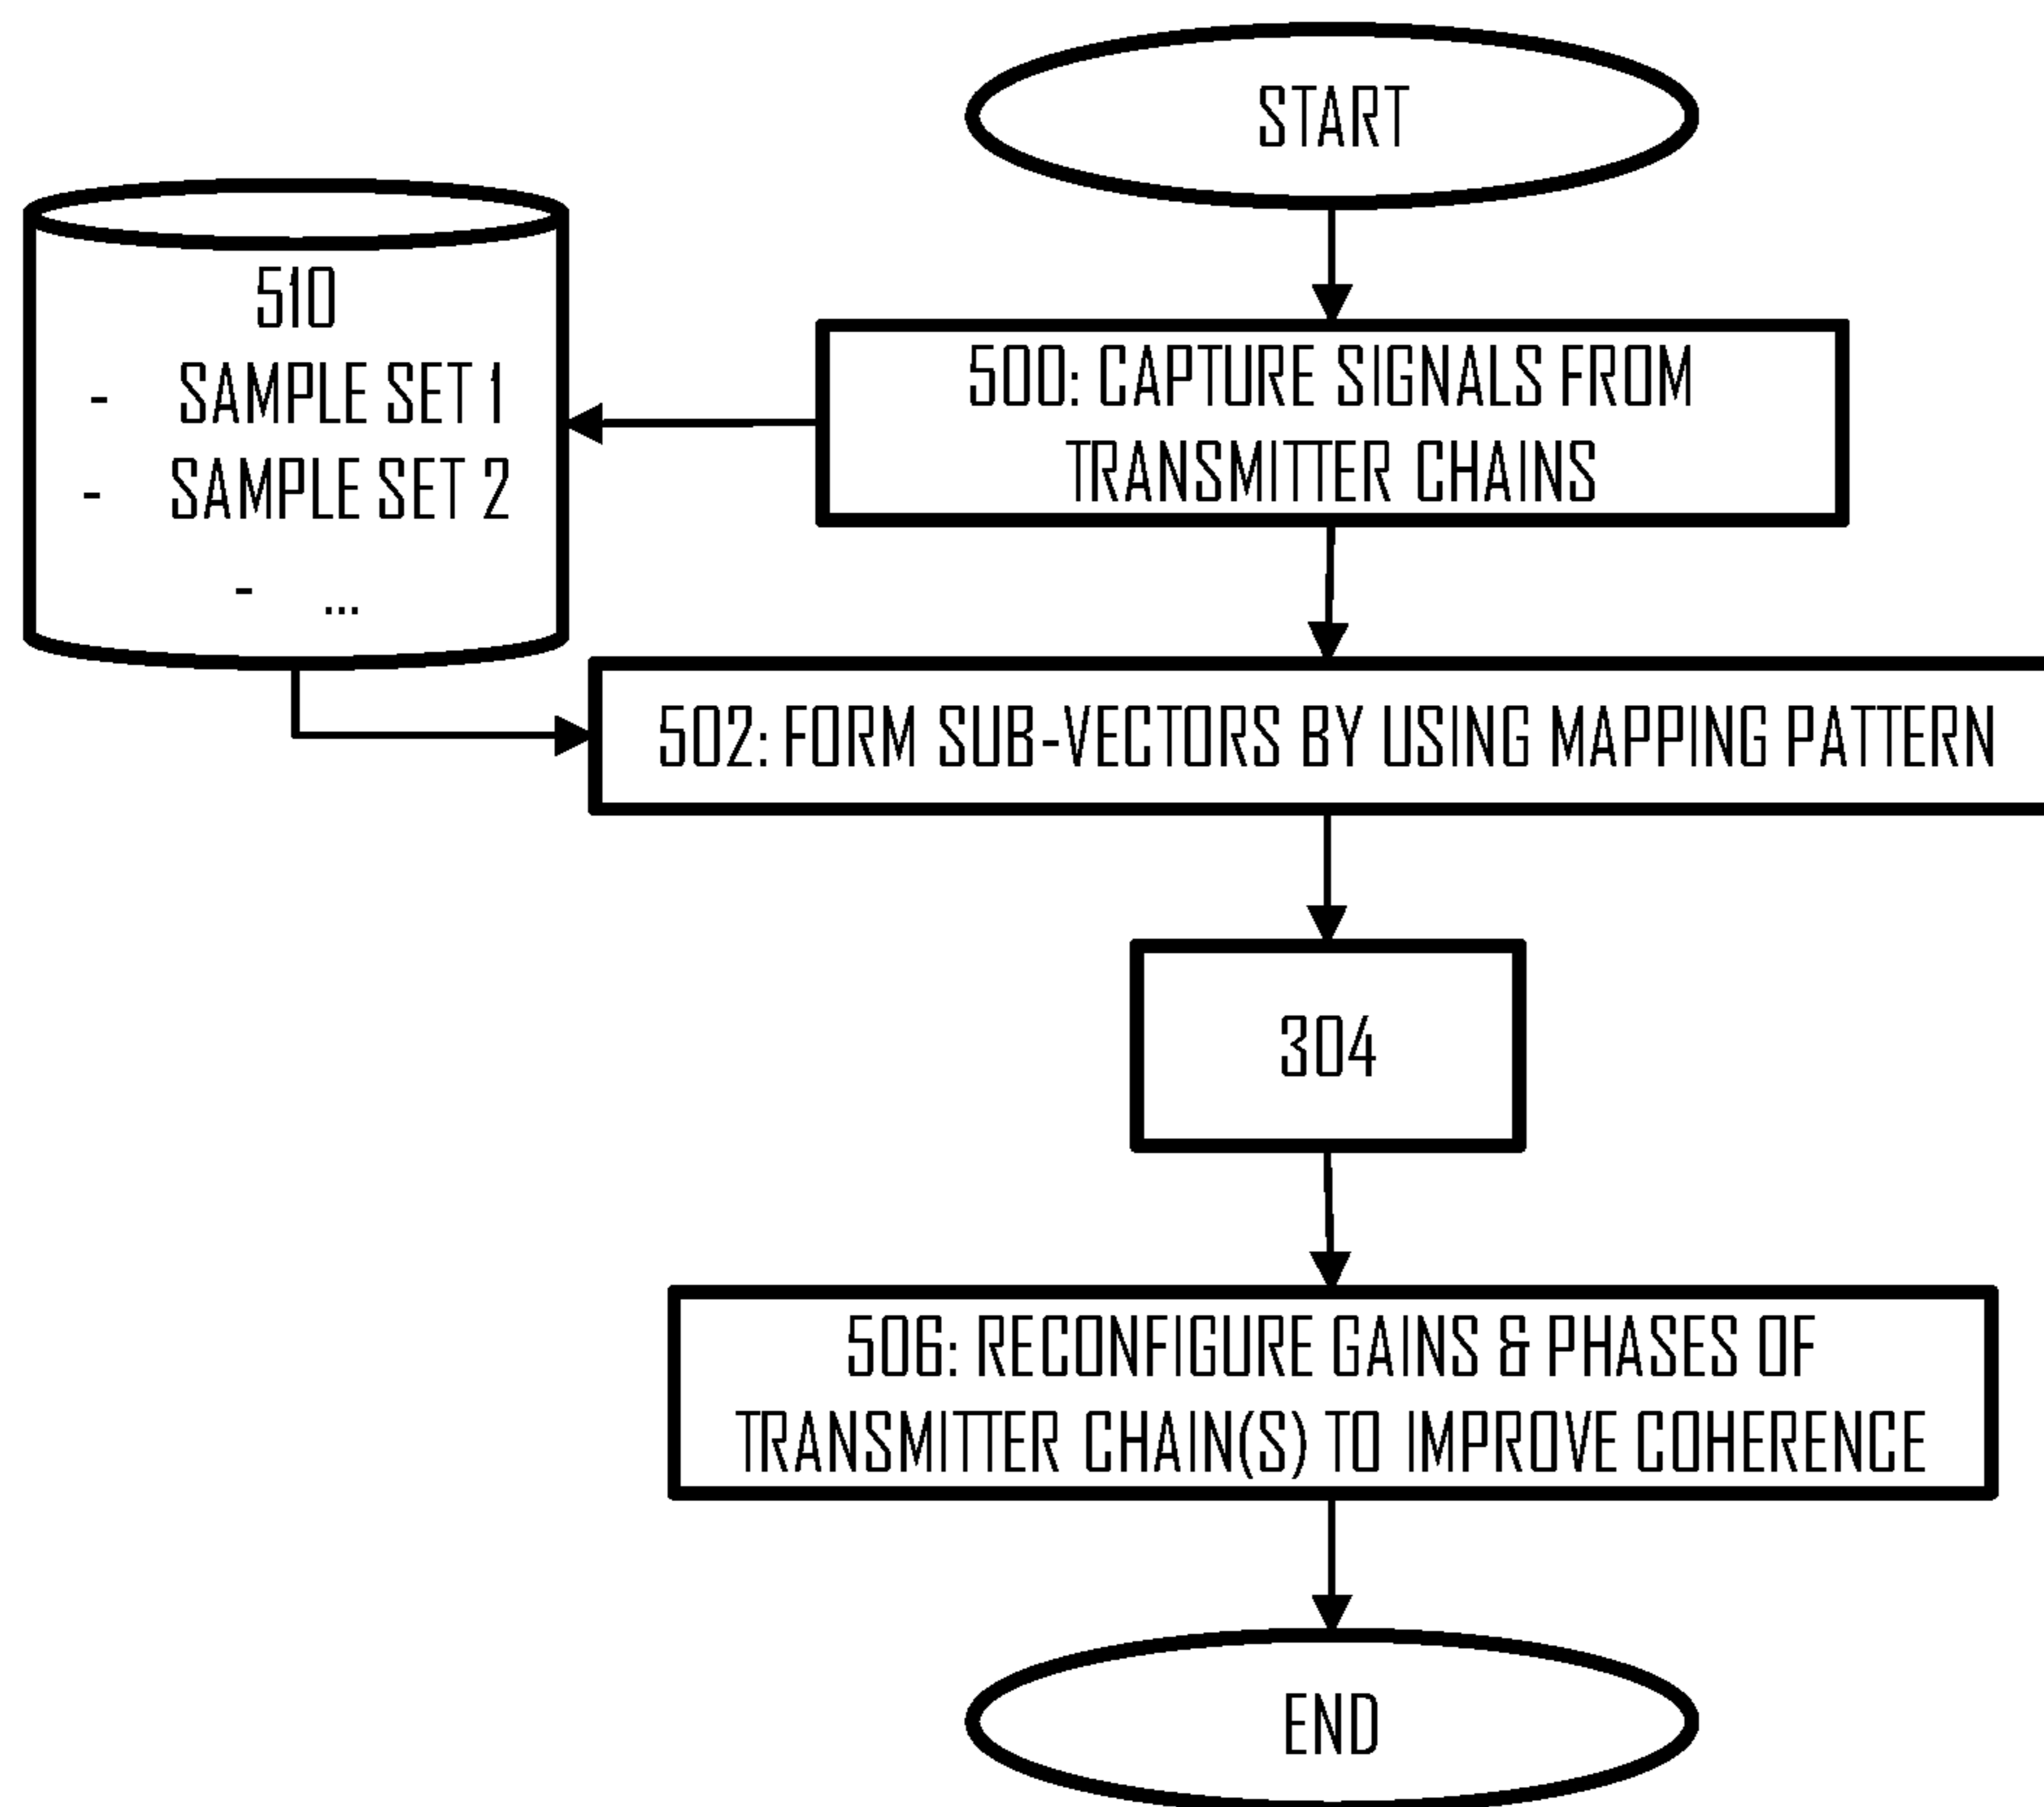 START
510
- SAMPLE SET 1
- SAMPLE SET 2
- ...
500: CAPTURE SIGNALS FROM
TRANSMITTER CHAINS
502: FORM SUB-VECTORS BY USING MAPPING PATTERN
304
506: RECONFIGURE GAINS & PHASES OF
TRANSMITTER CHAIN(S) TO IMPROVE COHERENCE
END